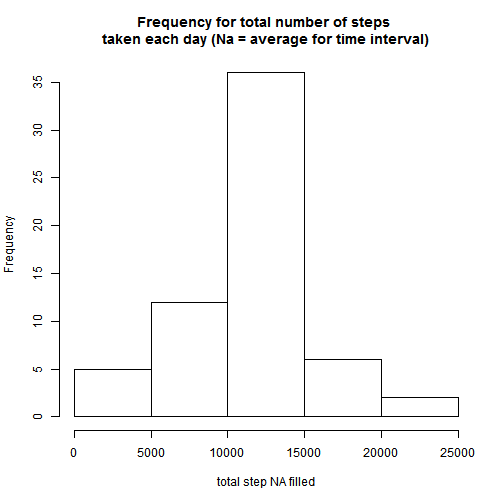 Frequency for total number of steps
taken each day (Na = average for time interval)
Frequency
35
30
25
20
15
10
5
0
0 5000 10000 15000 20000 25000
total step NA filled